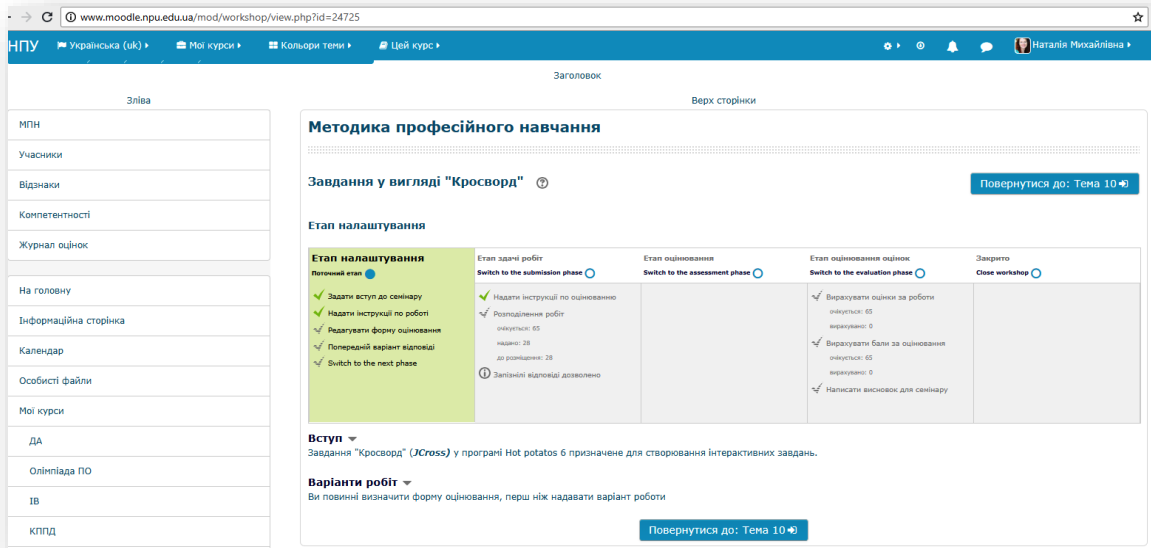 www.moodle.npu.edu.ua/mod/workshop/view.php?id=24725
НПУ Українська (uk) Мої курси Кольори теми Цей курс Наталія Михайлівна
Заголовок
Зліва
Верх сторінки
МПН
Учасники
Відзнаки
Компетентності
Журнал оцінок
На головну
Інформаційна сторінка
Календар
Особисті файли
Мої курси
ДА
Олімпіада ПО
ІВ
КППД
Методика професійного навчання
Завдання у вигляді "Кросворд"
Повернутися до: Тема 10
Етап налаштування
Етап налаштування
Поточний етап
Задати вступ до семінару
Надати інструкції по роботі
Редагувати форму оцінювання
Попередній варіант відповіді
Switch to the next phase
Етап здачі робіт
Switch to the submission phase
Надати інструкції по оцінюванню
Розподілення робіт
очікується: 65
надано: 28
до розміщення: 28
Запізнілі відповіді дозволено
Етап оцінювання
Switch to the assessment phase
Етап оцінювання оцінок
Switch to the evaluation phase
Вирахувати оцінки за роботи
очікується: 65
вирахувано: 0
Вирахувати бали за оцінювання
очікується: 65
вирахувано: 0
Написати висновок для семінару
Закрито
Close workshop
Вступ
Завдання "Кросворд" (JCross) у програмі Hot potatos 6 призначене для створювання інтерактивних завдань.
Варіанти робіт
Ви повинні визначити форму оцінювання, перш ніж надавати варіант роботи
Повернутися до: Тема 10